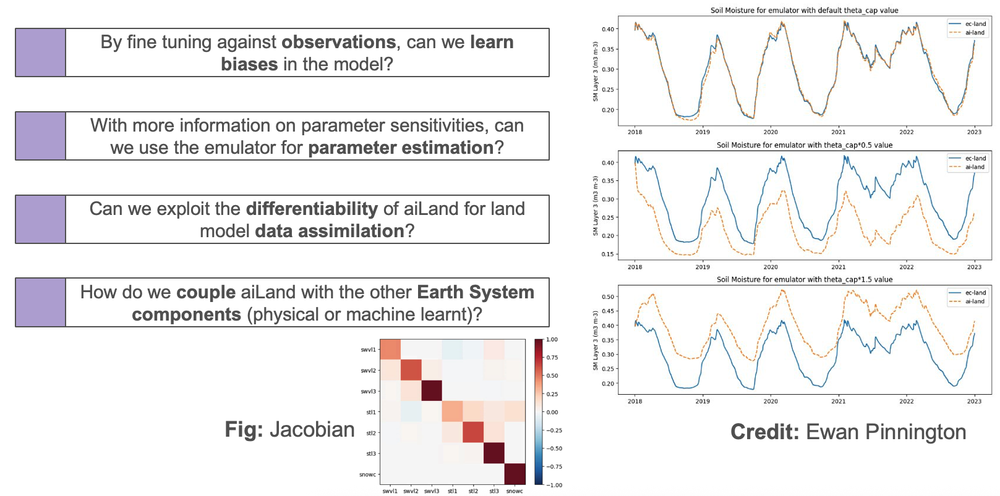 By fine tuning against observations, can we learn
biases in the model?
With more information on parameter sensitivities, can
we use the emulator for parameter estimation?
Can we exploit the differentiability of aiLand for land
model data assimilation?
How do we couple aiLand with the other Earth System
components (physical or machine learnt)?
Fig: Jacobian
swvl1
swvl2
swvl3
stl1
stl2
stl3
snowc
swvl1 swvl2 swvl3 stl1 stl2 stl3 snowc
1.00
0.75
0.50
0.25
0.00
−0.25
−0.50
−0.75
−1.00
Soil Moisture for emulator with default theta_cap value
SM Layer 3 (m3 m-3)
0.40
0.35
0.30
0.25
0.20
ec-land
ai-land
2018 2019 2020 2021 2022 2023
Soil Moisture for emulator with theta_cap*0.5 value
SM Layer 3 (m3 m-3)
0.40
0.35
0.30
0.25
0.20
0.15
ec-land
ai-land
2018 2019 2020 2021 2022 2023
Soil Moisture for emulator with theta_cap*1.5 value
SM Layer 3 (m3 m-3)
0.50
0.45
0.40
0.35
0.30
0.25
0.20
ec-land
ai-land
2018 2019 2020 2021 2022 2023
Credit: Ewan Pinnington